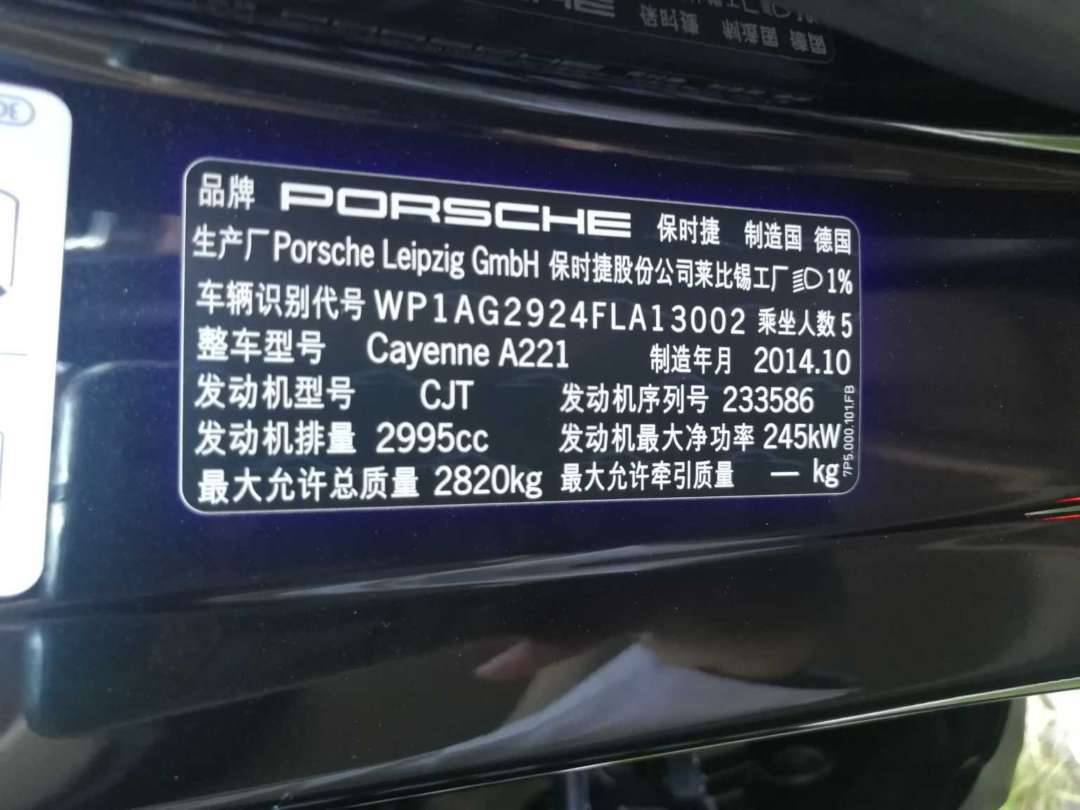 品牌 PORSCHE 保时捷 制造国 德国
生产厂 Porsche Leipzig GmbH 保时捷股份公司莱比锡工厂 1%
车辆识别代号 WP1AG2924FLA13002 乘坐人数 5
整车型号 Cayenne A221 制造年月 2014.10
发动机型号 CJT 发动机序列号 233586
发动机排量 2995cc 发动机最大净功率 245kW
最大允许总质量 2820kg 最大允许牵引质量 — kg
7P5.000.101.FB